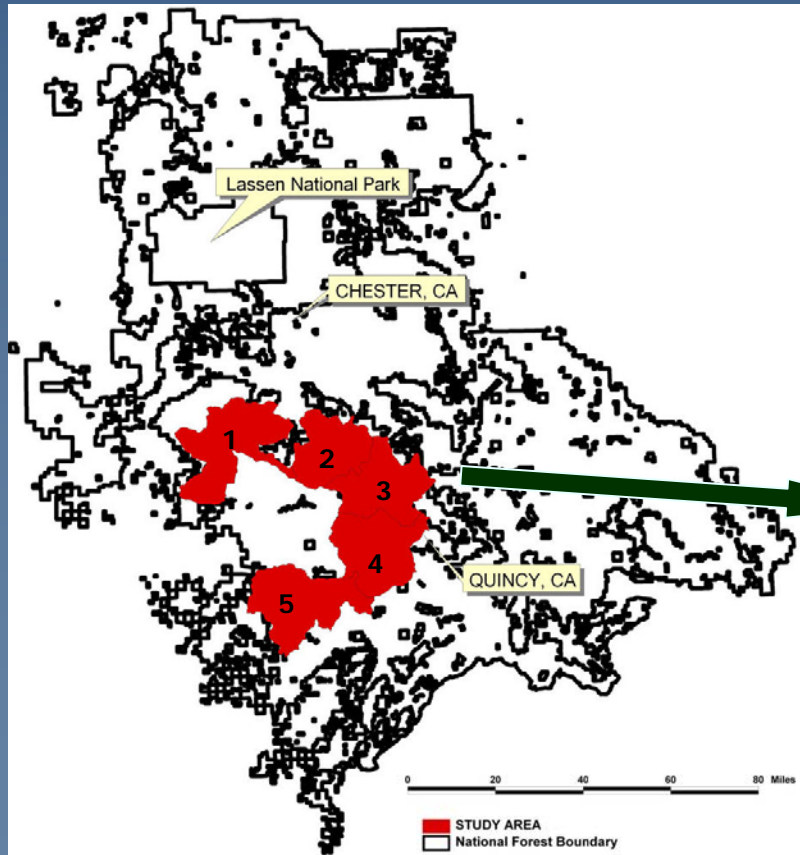 Lassen National Park
CHESTER, CA
1
2
3
4
5
QUINCY, CA
0 20 40 60 80 Miles
STUDY AREA
National Forest Boundary